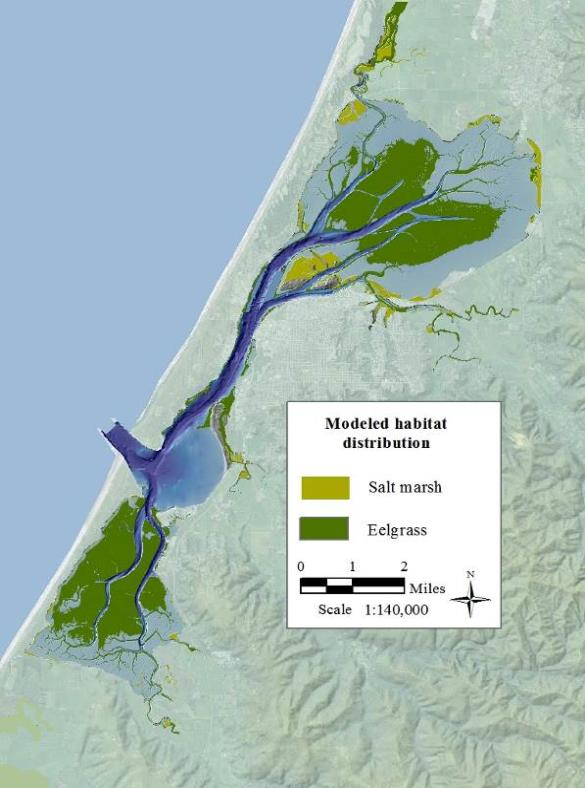 Modeled habitat
distribution
Salt marsh
Eelgrass
0 1 2
Miles
Scale 1:140,000
N